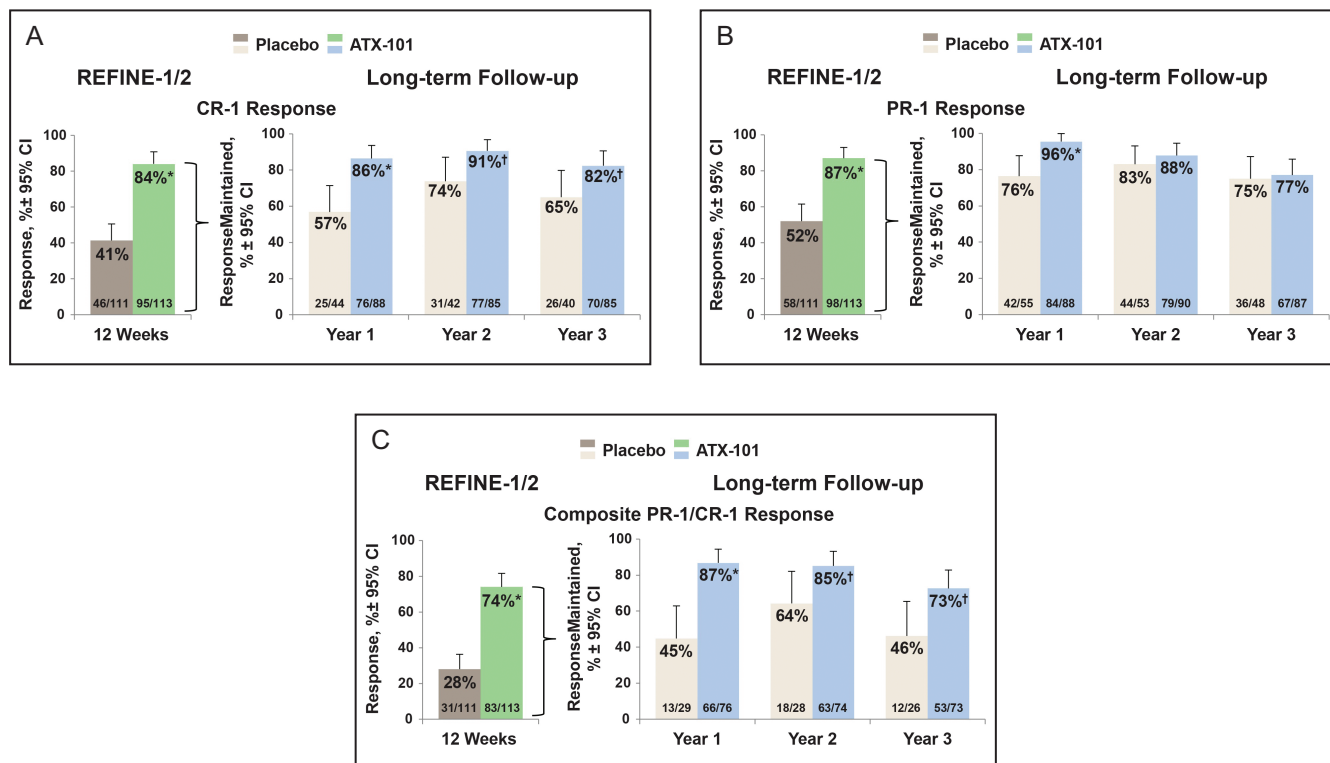 A
Placebo ATX-101
REFINE-1/2 Long-term Follow-up
CR-1 Response
Response, %± 95% CI
100
80
60
40
20
0
84%*
41%
46/111 95/113
12 Weeks
ResponseMaintained,
% ± 95% CI
100
80
60
40
20
0
57% 86%* 74% 91%† 65% 82%†
25/44 76/88 31/42 77/85 26/40 70/85
Year 1 Year 2 Year 3
B
Placebo ATX-101
REFINE-1/2 Long-term Follow-up
PR-1 Response
Response, %± 95% CI
100
80
60
40
20
0
87%*
52%
58/111 98/113
12 Weeks
ResponseMaintained,
% ± 95% CI
100
80
60
40
20
0
76% 96%* 83% 88% 75% 77%
42/55 84/88 44/53 79/90 36/48 67/87
Year 1 Year 2 Year 3
C
Placebo ATX-101
REFINE-1/2 Long-term Follow-up
Composite PR-1/CR-1 Response
Response, %± 95% CI
100
80
60
40
20
0
74%*
28%
31/111 83/113
12 Weeks
ResponseMaintained,
% ± 95% CI
100
80
60
40
20
0
45% 87%* 64% 85%† 46% 73%†
13/29 66/76 18/28 63/74 12/26 53/73
Year 1 Year 2 Year 3